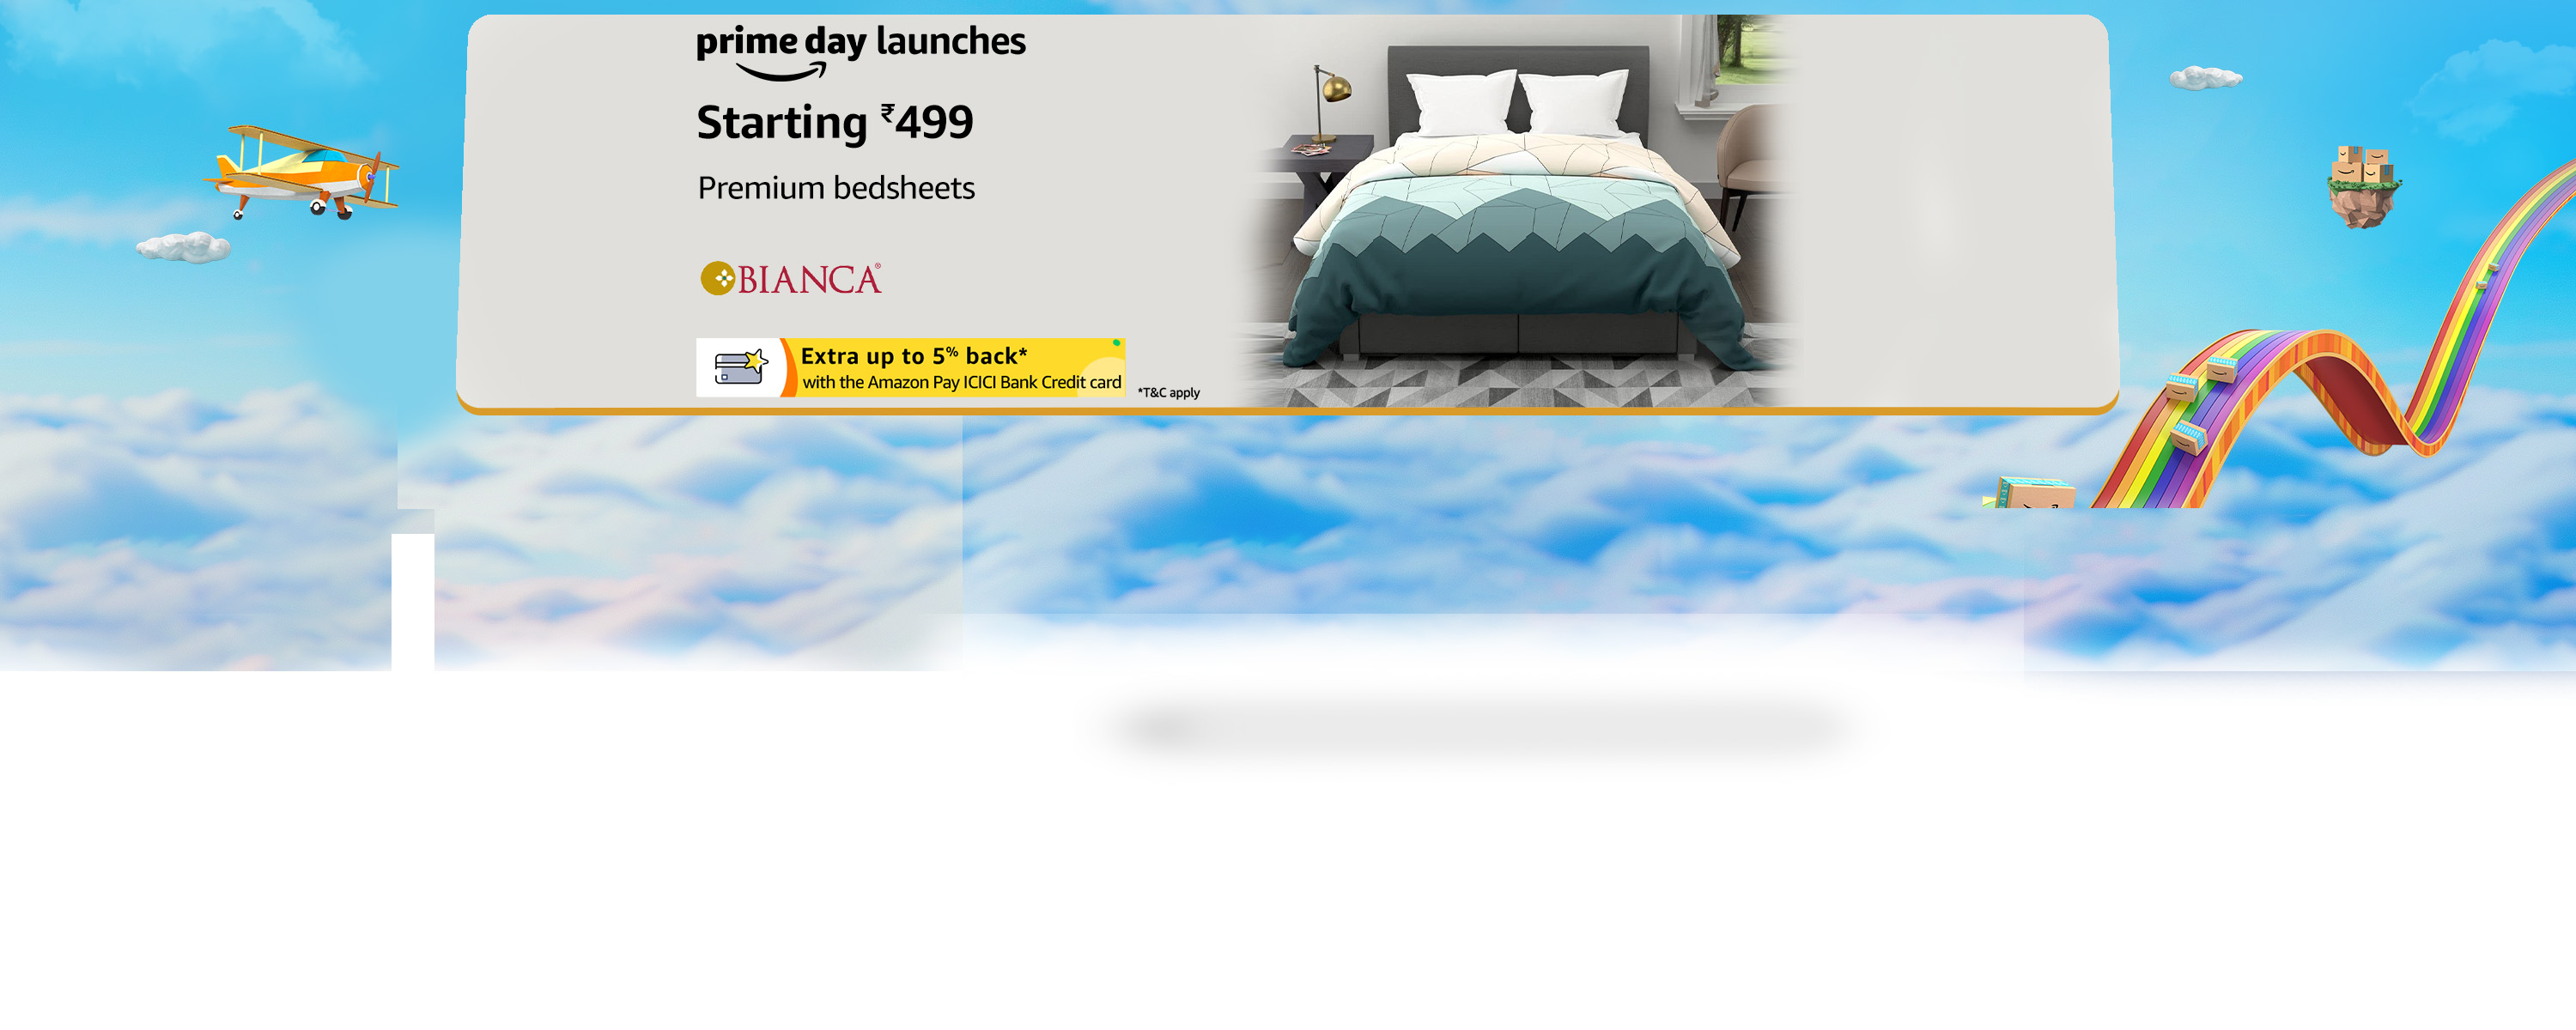 prime day launches
Starting ₹499
Premium bedsheets
BIANCA®
Extra up to 5% back*
with the Amazon Pay ICICI Bank Credit card
*T&C apply